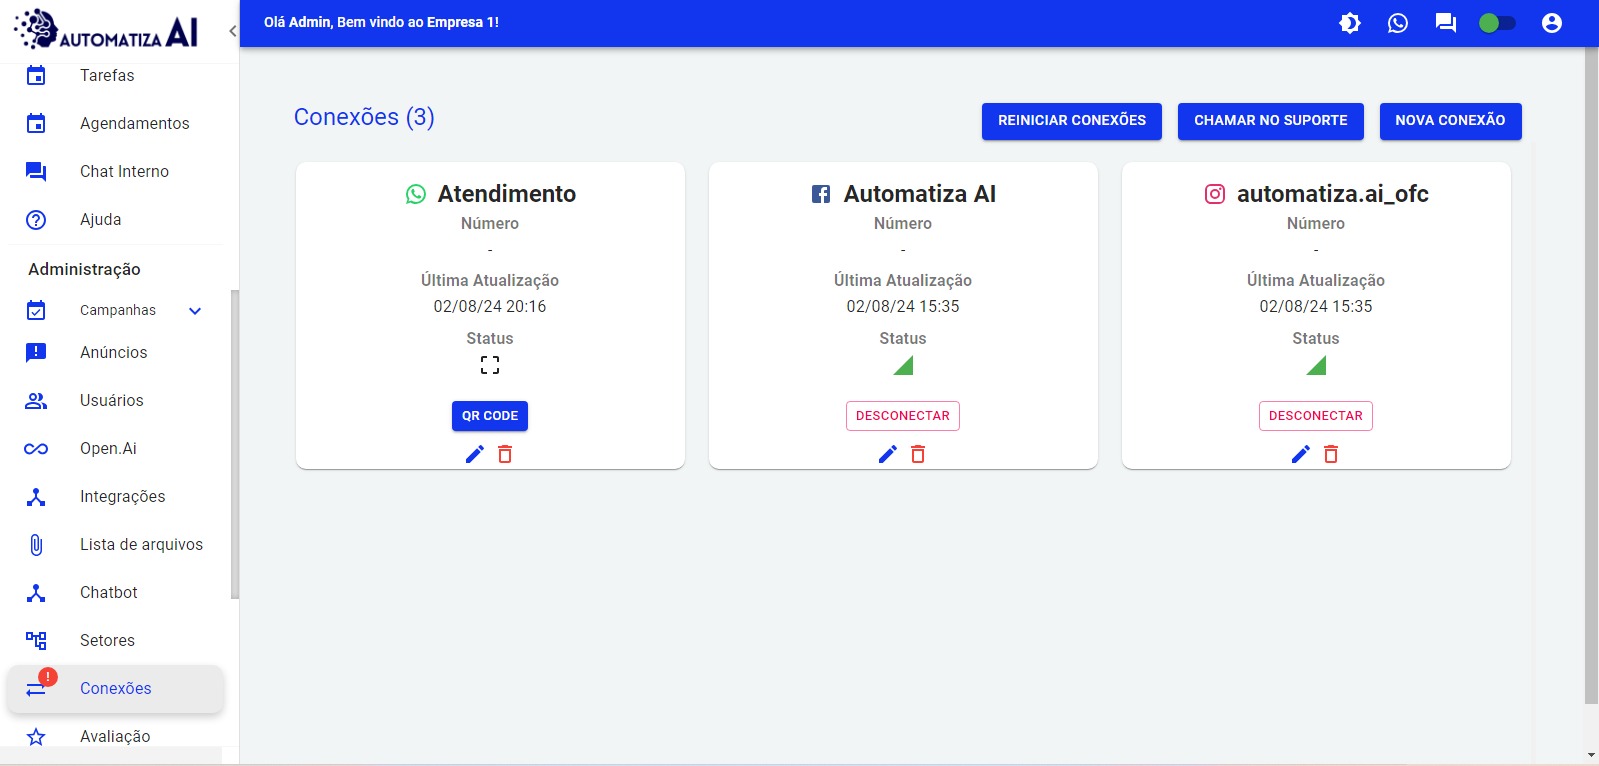 AUTOMATIZA AI
Olá Admin, Bem vindo ao Empresa 1!
Tarefas
Agendamentos
Chat Interno
Ajuda
Administração
Campanhas
Anúncios
Usuários
Open.Ai
Integrações
Lista de arquivos
Chatbot
Setores
!
Conexões
Avaliação
Conexões (3)
REINICIAR CONEXÕES
CHAMAR NO SUPORTE
NOVA CONEXÃO
Atendimento
Número
-
Última Atualização
02/08/24 20:16
Status
QR CODE
Automatiza AI
Número
-
Última Atualização
02/08/24 15:35
Status
DESCONECTAR
automatiza.ai_ofc
Número
-
Última Atualização
02/08/24 15:35
Status
DESCONECTAR